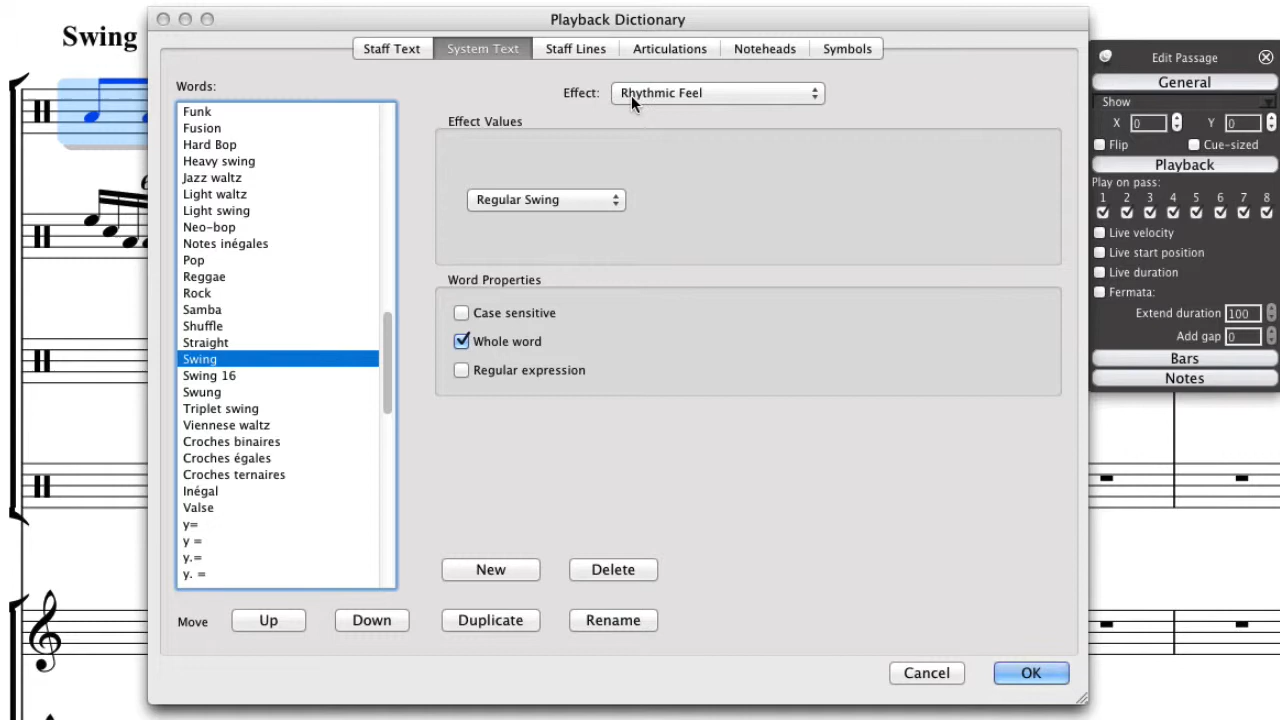 Swing
Playback Dictionary
Staff Text
System Text
Staff Lines
Articulations
Noteheads
Symbols
Words:
Funk
Fusion
Hard Bop
Heavy swing
Jazz waltz
Light waltz
Light swing
Neo-bop
Notes inégales
Pop
Reggae
Rock
Samba
Shuffle
Straight
Swing
Swing 16
Swung
Triplet swing
Viennese waltz
Croches binaires
Croches égales
Croches ternaires
Inégal
Valse
y=
y =
y.=
y. =
Move
Up
Down
Effect:
Rhythmic Feel
Effect Values
Regular Swing
Word Properties
Case sensitive
Whole word
Regular expression
New
Delete
Duplicate
Rename
Cancel
OK
Edit Passage
General
Show
X 0 Y 0
Flip
Cue-sized
Playback
Play on pass:
1 2 3 4 5 6 7 8
Live velocity
Live start position
Live duration
Fermata:
Extend duration 100
Add gap 0
Bars
Notes